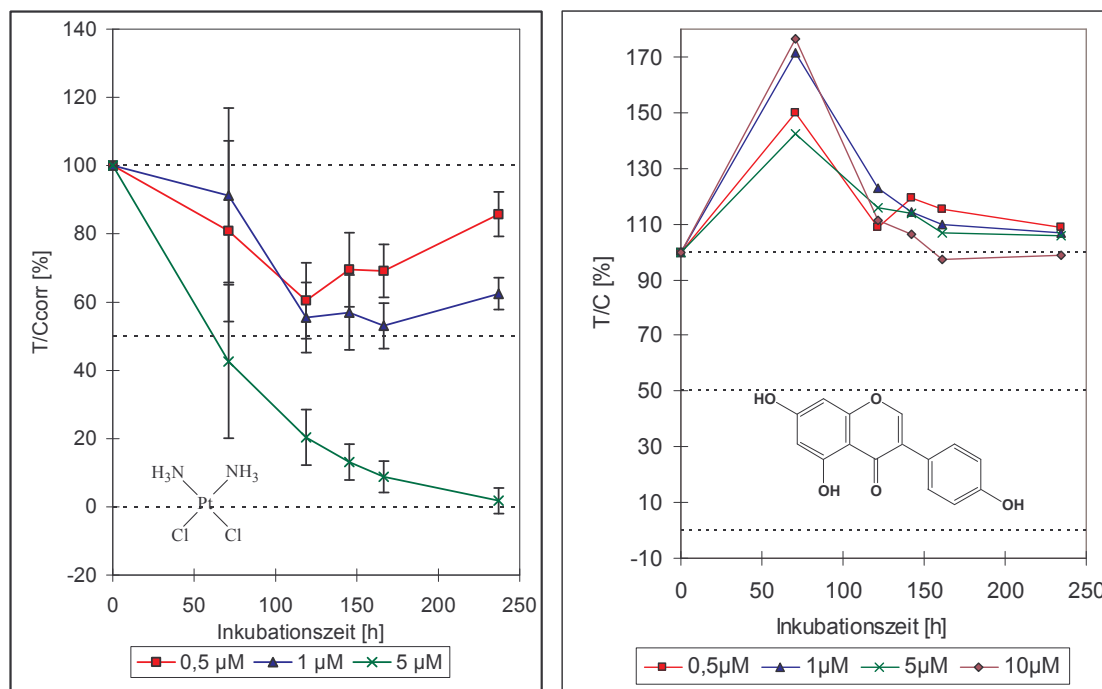 140
120
100
80
60
40
20
0
-20
T/Ccorr [%]
H3N
NH3
Pt
Cl
Cl
0 50 100 150 200 250
Inkubationszeit [h]
0,5 µM 1 µM 5 µM
170
150
130
110
90
70
50
30
10
-10
T/C [%]
HO
O
OH
O
OH
0 50 100 150 200 250
Inkubationszeit [h]
0,5µM 1µM 5µM 10µM